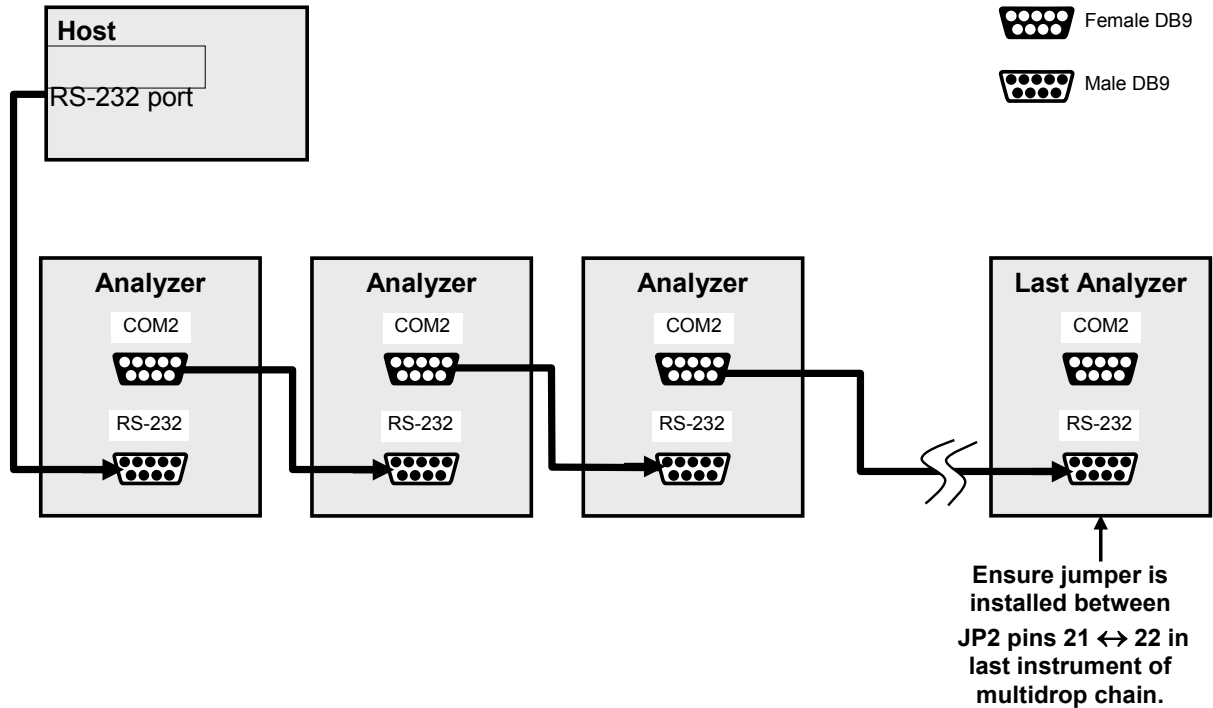 Host
RS-232 port
Female DB9
Male DB9
Analyzer
COM2
RS-232
Analyzer
COM2
RS-232
Analyzer
COM2
RS-232
Last Analyzer
COM2
RS-232
Ensure jumper is
installed between
JP2 pins 21 ↔ 22 in
last instrument of
multidrop chain.